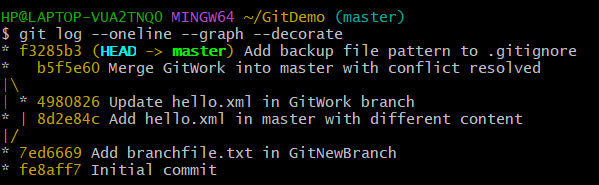 HP@LAPTOP-VUA2TNQO MINGW64 ~/GitDemo (master)
$ git log --oneline --graph --decorate
* f3285b3 (HEAD -> master) Add backup file pattern to .gitignore
*   b5f5e60 Merge GitWork into master with conflict resolved
|\
| * 4980826 Update hello.xml in GitWork branch
* | 8d2e84c Add hello.xml in master with different content
|/
* 7ed6669 Add branchfile.txt in GitNewBranch
* fe8aff7 Initial commit